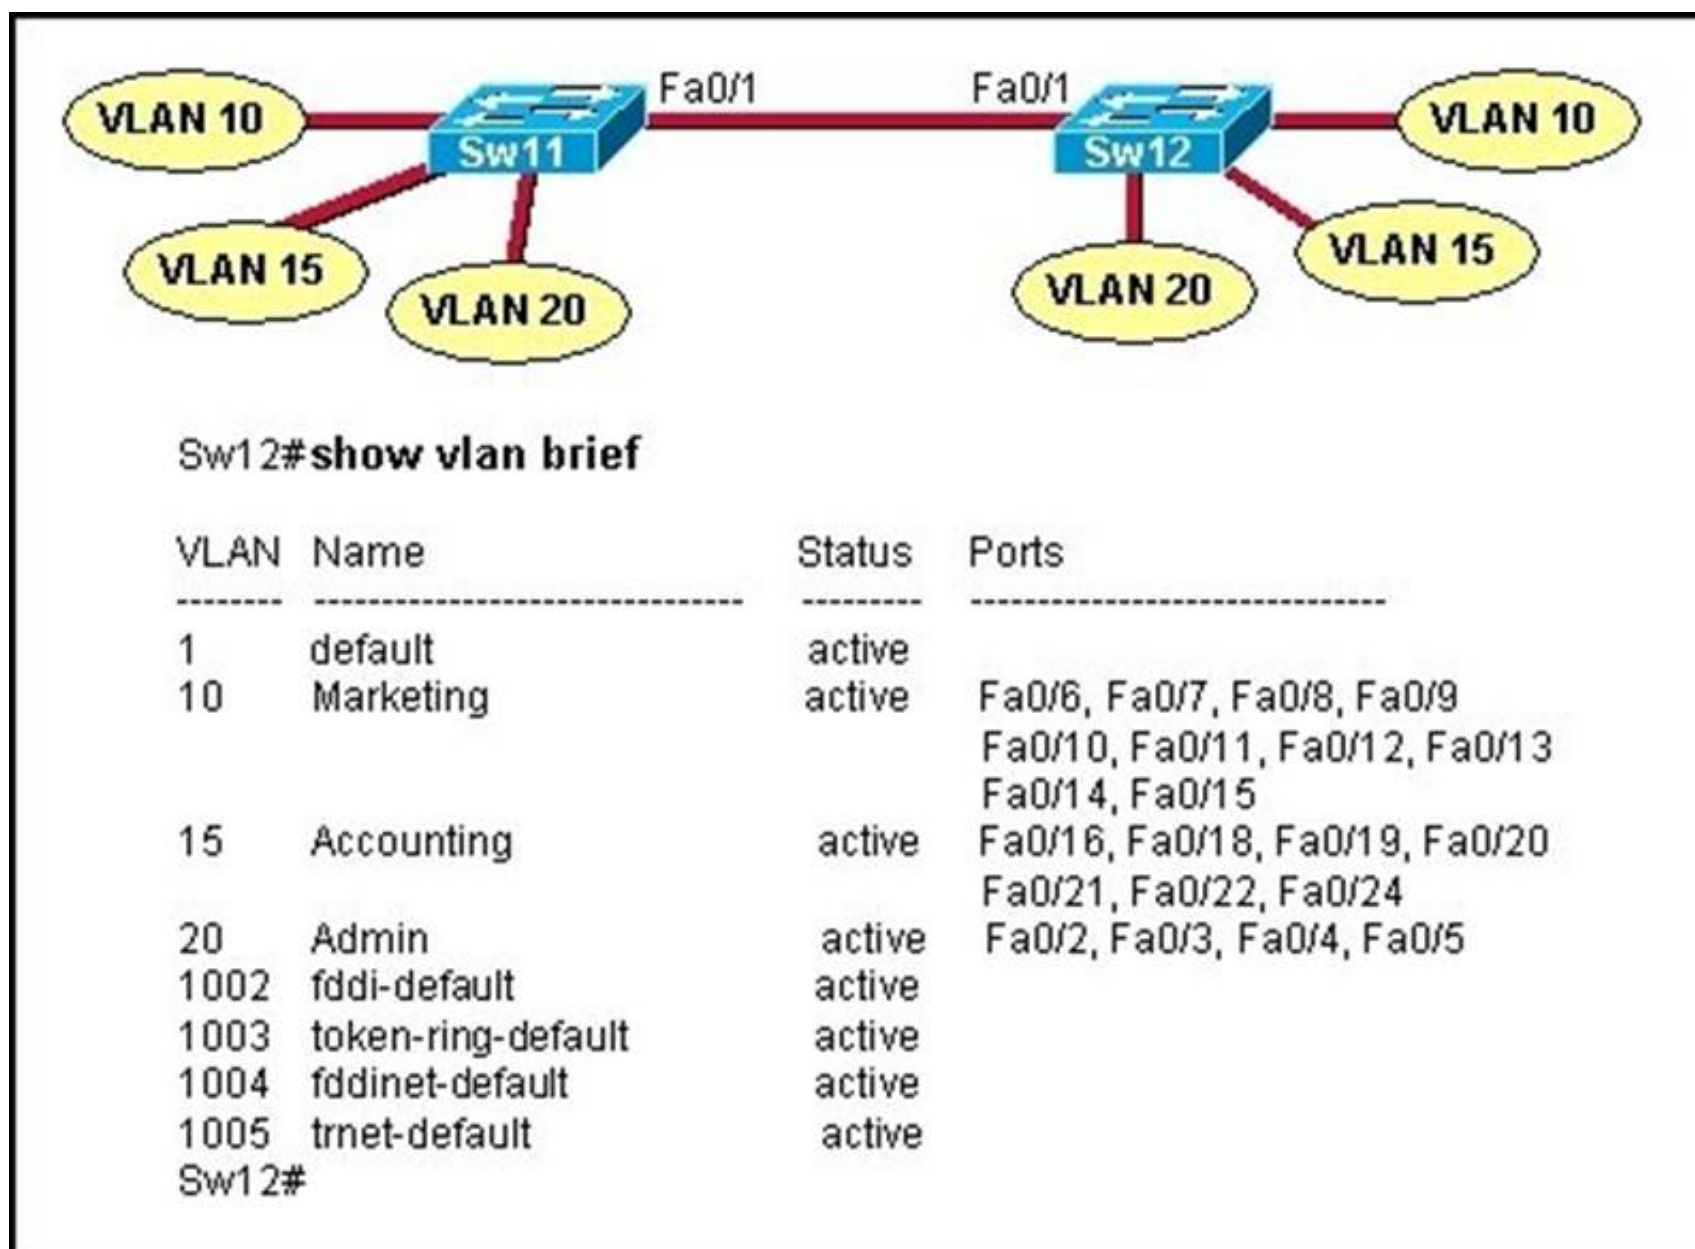 Fa0/1 Fa0/1
VLAN 10 VLAN 10
Sw11 Sw12
VLAN 15 VLAN 15
VLAN 20 VLAN 20
Sw12#show vlan brief
VLAN Name Status Ports
-------- -------------------------------- --------- -------------------------------
1 default active
10 Marketing active Fa0/6, Fa0/7, Fa0/8, Fa0/9
Fa0/10, Fa0/11, Fa0/12, Fa0/13
Fa0/14, Fa0/15
15 Accounting active Fa0/16, Fa0/18, Fa0/19, Fa0/20
Fa0/21, Fa0/22, Fa0/24
20 Admin active Fa0/2, Fa0/3, Fa0/4, Fa0/5
1002 fddi-default active
1003 token-ring-default active
1004 fddinet-default active
1005 trnet-default active
Sw12#